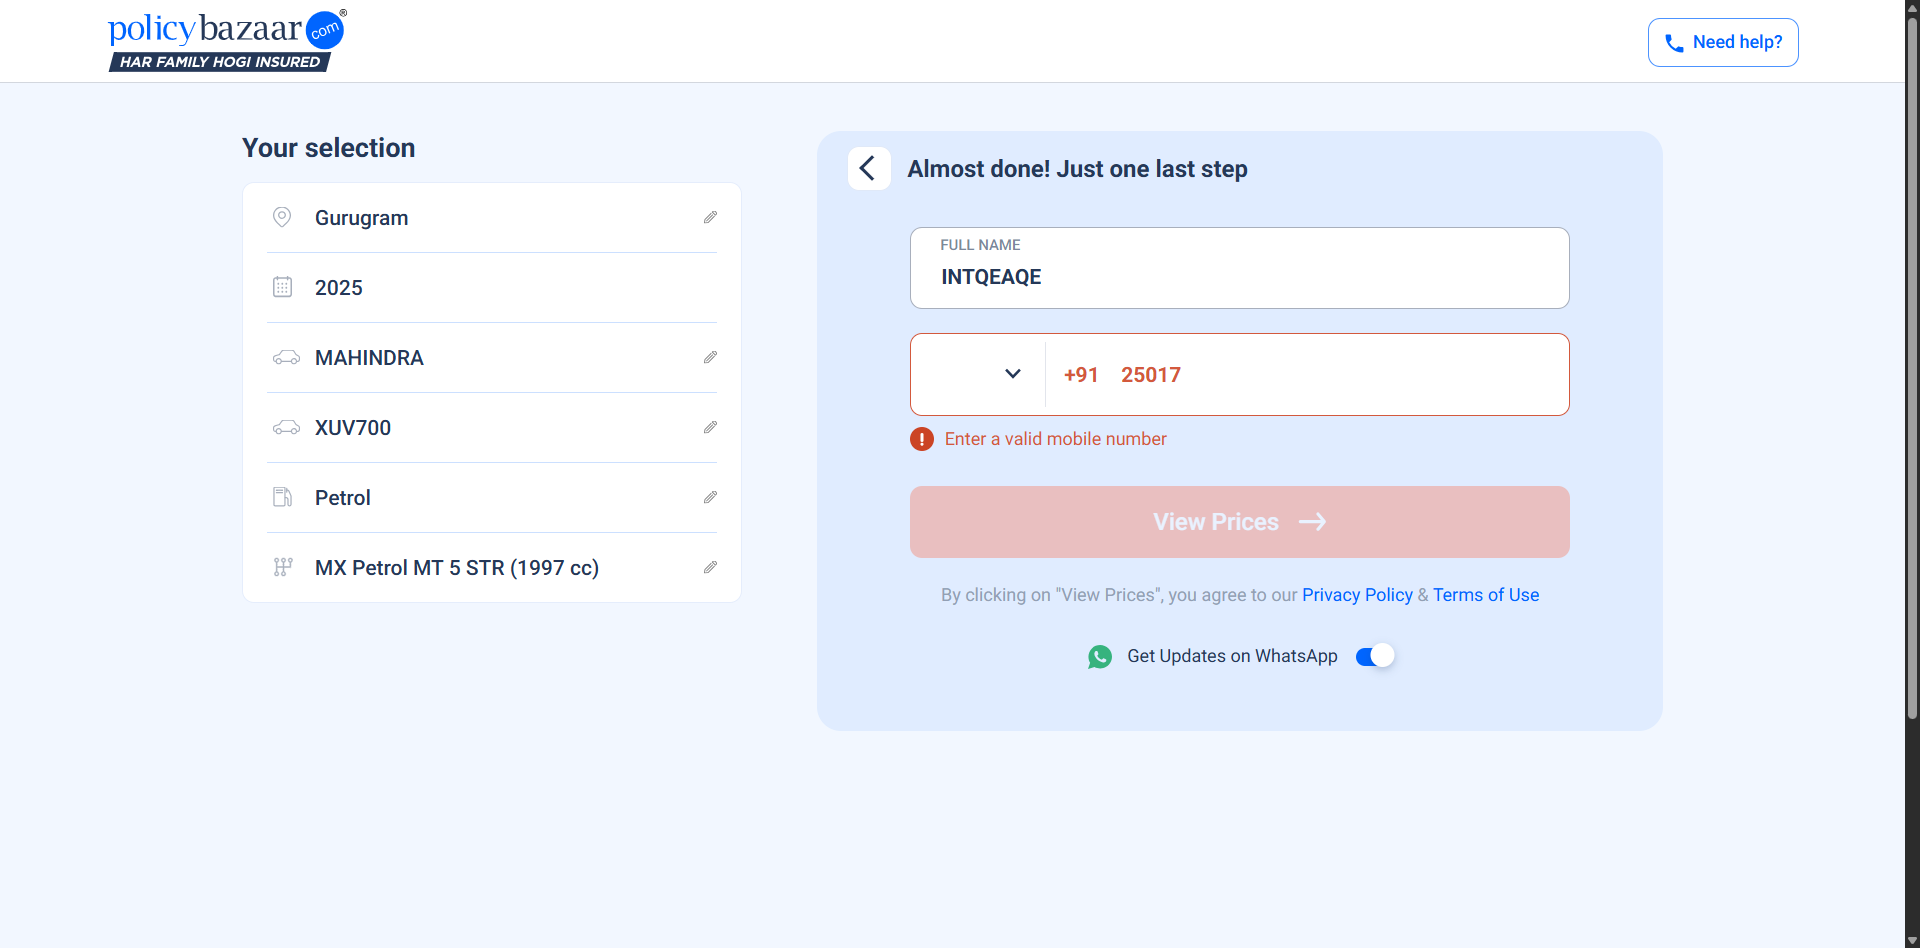 policybazaar com ®
HAR FAMILY HOGI INSURED
Need help?
Your selection
Gurugram
2025
MAHINDRA
XUV700
Petrol
MX Petrol MT 5 STR (1997 cc)
Almost done! Just one last step
FULL NAME
INTQEAQE
+91 25017
Enter a valid mobile number
View Prices
By clicking on "View Prices", you agree to our Privacy Policy & Terms of Use
Get Updates on WhatsApp